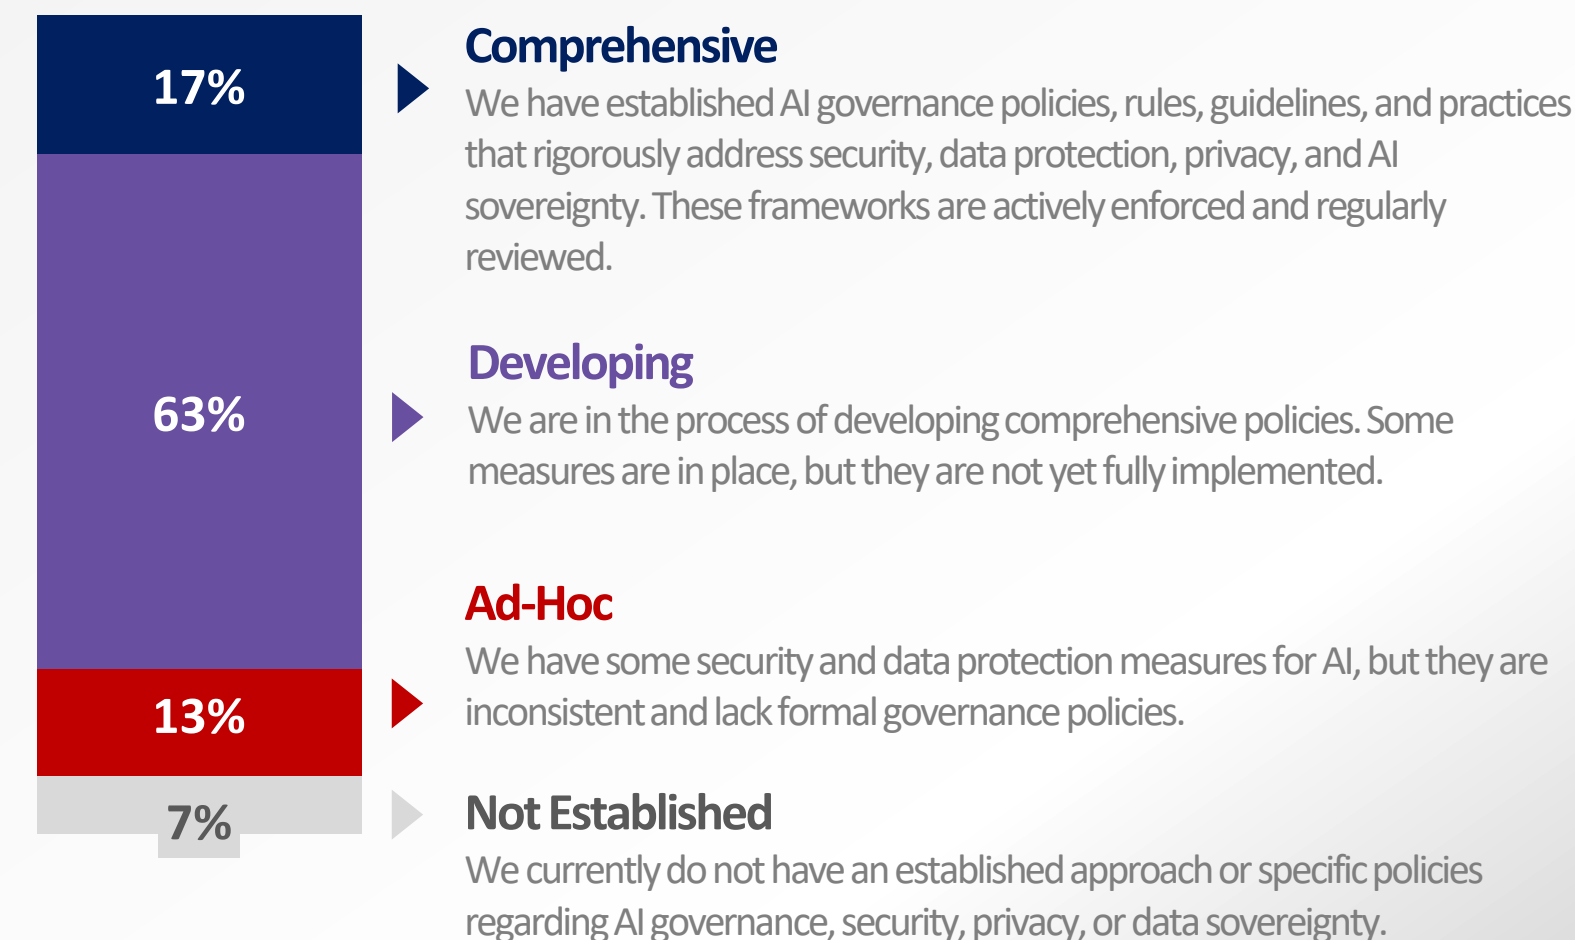 17%
Comprehensive
We have established AI governance policies, rules, guidelines, and practices
that rigorously address security, data protection, privacy, and AI
sovereignty. These frameworks are actively enforced and regularly
reviewed.
63%
Developing
We are in the process of developing comprehensive policies. Some
measures are in place, but they are not yet fully implemented.
13%
Ad-Hoc
We have some security and data protection measures for AI, but they are
inconsistent and lack formal governance policies.
7%
Not Established
We currently do not have an established approach or specific policies
regarding AI governance, security, privacy, or data sovereignty.